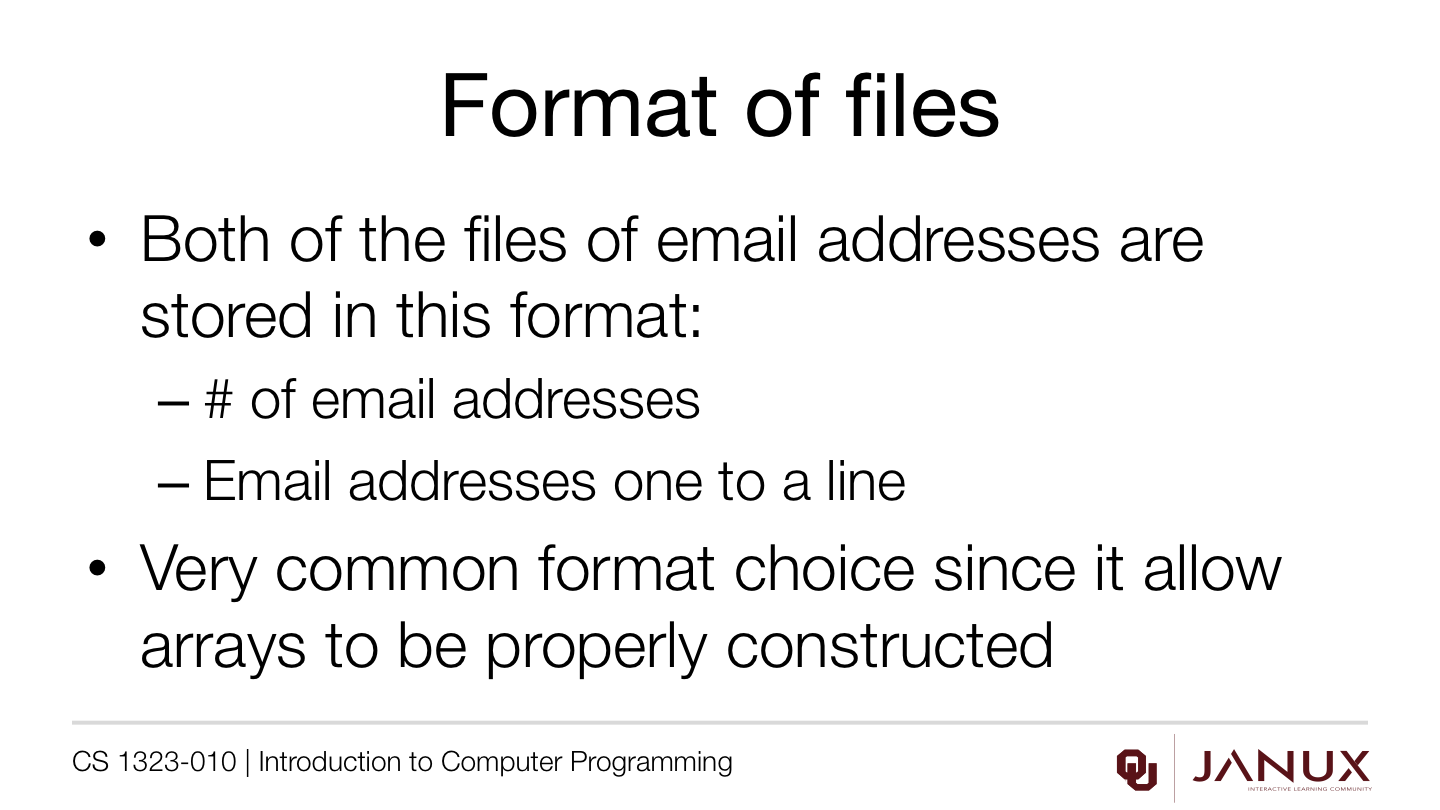 Format of files
• Both of the files of email addresses are
stored in this format:
– # of email addresses
– Email addresses one to a line
• Very common format choice since it allow
arrays to be properly constructed
CS 1323-010 | Introduction to Computer Programming
OU
JANUX
INTERACTIVE LEARNING COMMUNITY